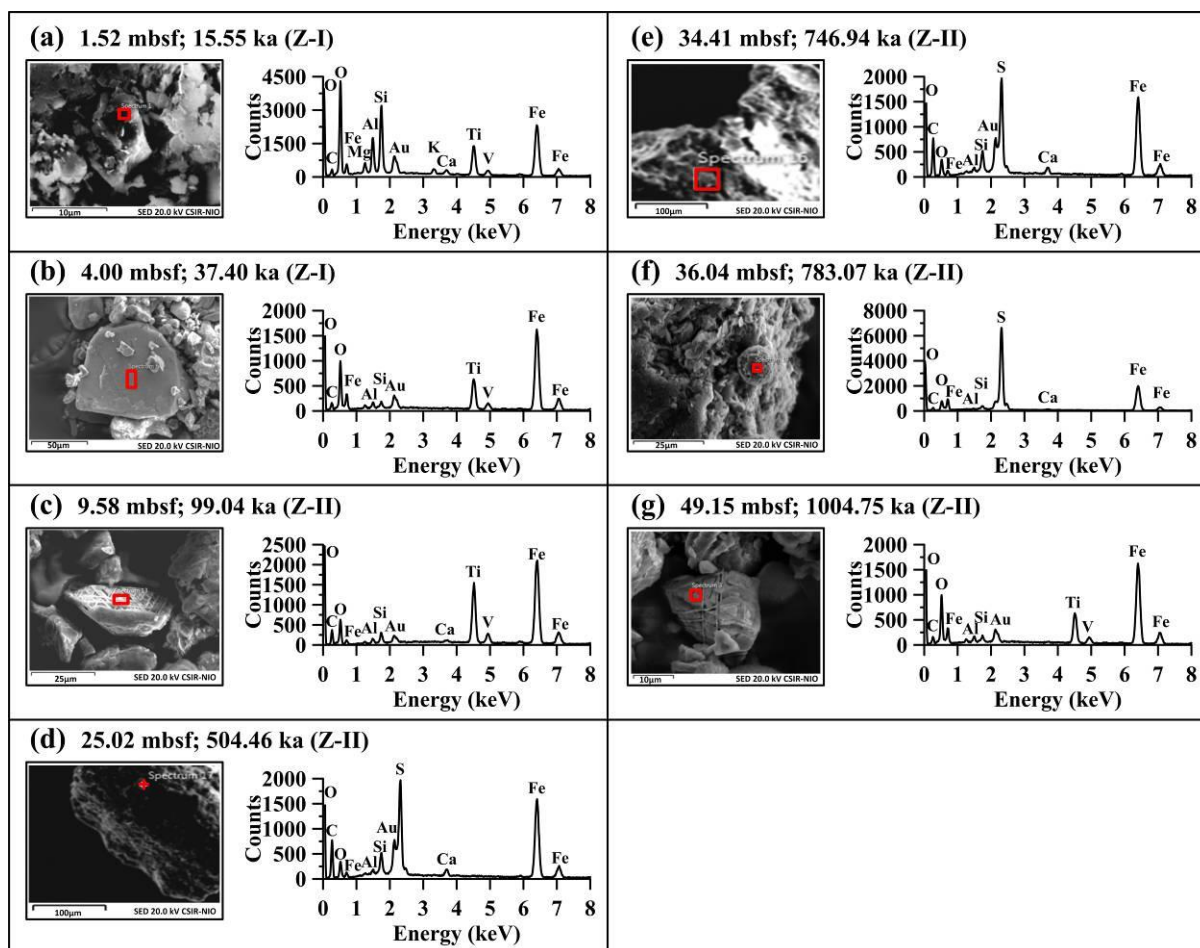 (a) 1.52 mbsf; 15.55 ka (Z-I)
Spectrum
10µm
SED 20.0 kV CSIR-NIO
Counts
4500
3000
1500
0
O
O
C
Fe
Mg
Al
Si
Au
K
Ca
Ti
V
Fe
Fe
0 1 2 3 4 5 6 7 8
Energy (keV)
(b) 4.00 mbsf; 37.40 ka (Z-I)
Spectrum
50µm
SED 20.0 kV CSIR-NIO
Counts
2000
1500
1000
500
0
O
C
O
Fe
Al
Si
Au
Ti
V
Fe
Fe
0 1 2 3 4 5 6 7 8
Energy (keV)
(c) 9.58 mbsf; 99.04 ka (Z-II)
25µm
SED 20.0 kV CSIR-NIO
Counts
2500
2000
1500
1000
500
0
O
C
O
Fe
Al
Si
Au
Ca
Ti
V
Fe
Fe
0 1 2 3 4 5 6 7 8
Energy (keV)
(d) 25.02 mbsf; 504.46 ka (Z-II)
Spectrum 17
100µm
SED 20.0 kV CSIR-NIO
Counts
2000
1500
1000
500
0
O
C
O
Fe
Al
Si
Au
S
Ca
Fe
Fe
0 1 2 3 4 5 6 7 8
Energy (keV)
(e) 34.41 mbsf; 746.94 ka (Z-II)
Spectrum 16
100µm
SED 20.0 kV CSIR-NIO
Counts
2000
1500
1000
500
0
O
C
O
Fe
Al
Si
Au
S
Ca
Fe
Fe
0 1 2 3 4 5 6 7 8
Energy (keV)
(f) 36.04 mbsf; 783.07 ka (Z-II)
25µm
SED 20.0 kV CSIR-NIO
Counts
8000
6000
4000
2000
0
O
C
O
Fe
Al
Si
S
Ca
Fe
Fe
0 1 2 3 4 5 6 7 8
Energy (keV)
(g) 49.15 mbsf; 1004.75 ka (Z-II)
Spectrum
10µm
SED 20.0 kV CSIR-NIO
Counts
2000
1500
1000
500
0
O
C
O
Fe
Al
Si
Au
Ti
V
Fe
Fe
0 1 2 3 4 5 6 7 8
Energy (keV)